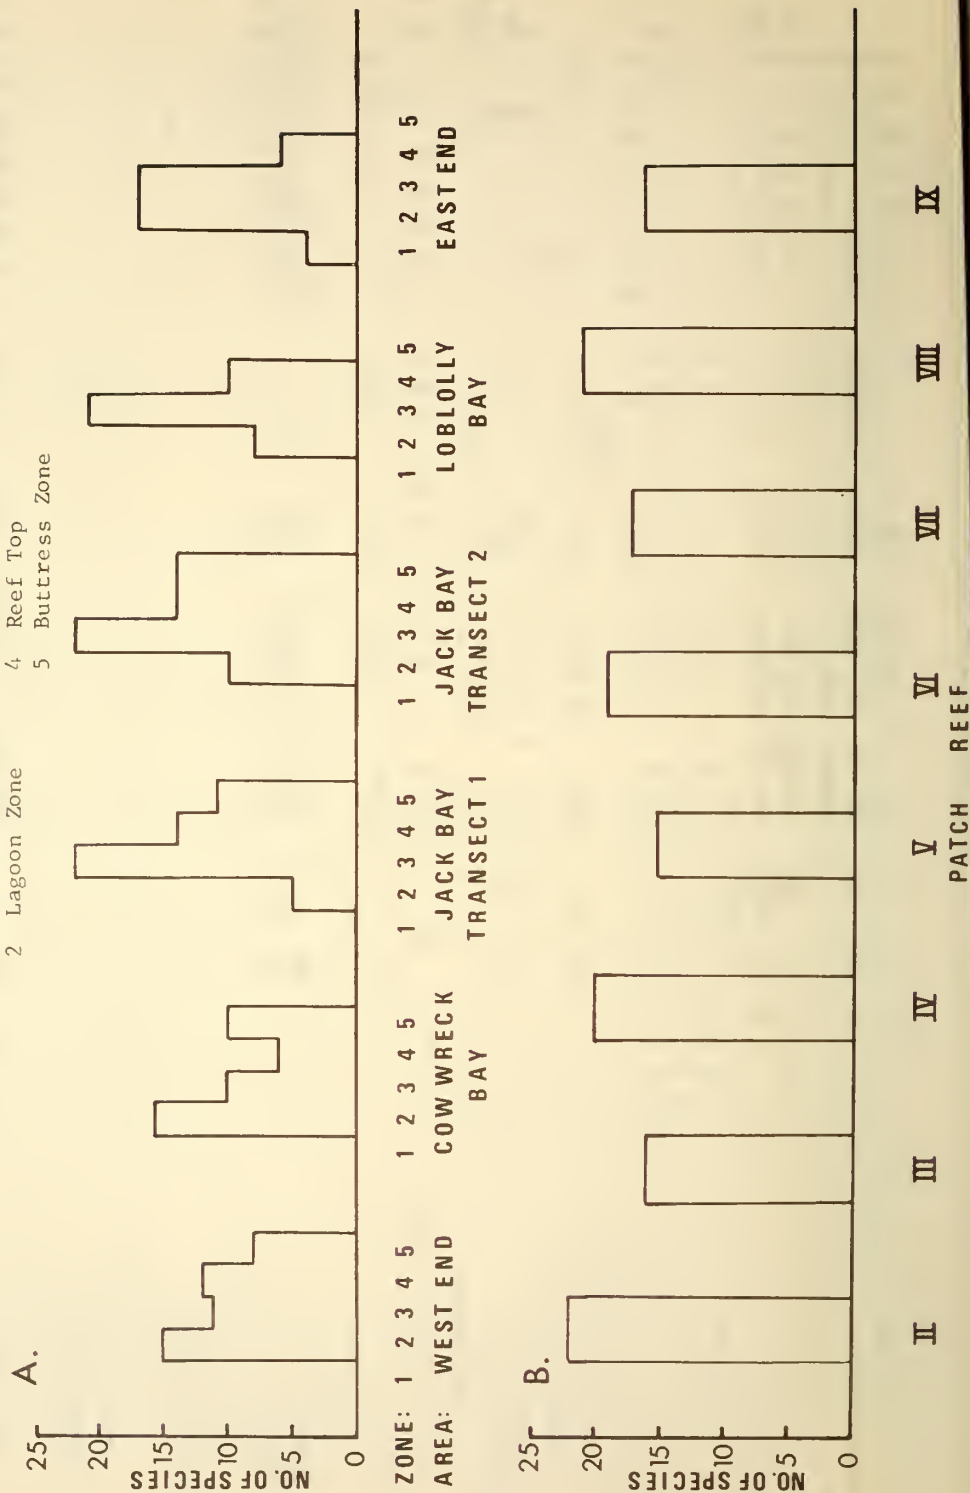 2 Lagoon Zone
4 Reef Top
5 Buttress Zone
A.
NO. OF SPECIES
25
20
15
10
5
0
ZONE: 1 2 3 4 5 1 2 3 4 5 1 2 3 4 5 1 2 3 4 5 1 2 3 4 5 1 2 3 4 5
AREA: WEST END COW WRECK JACK BAY JACK BAY LOBLOLLY EAST END
BAY TRANSECT 1 TRANSECT 2 BAY
B.
NO. OF SPECIES
25
20
15
10
5
0
II III IV V VI VII VIII IX
PATCH REEF